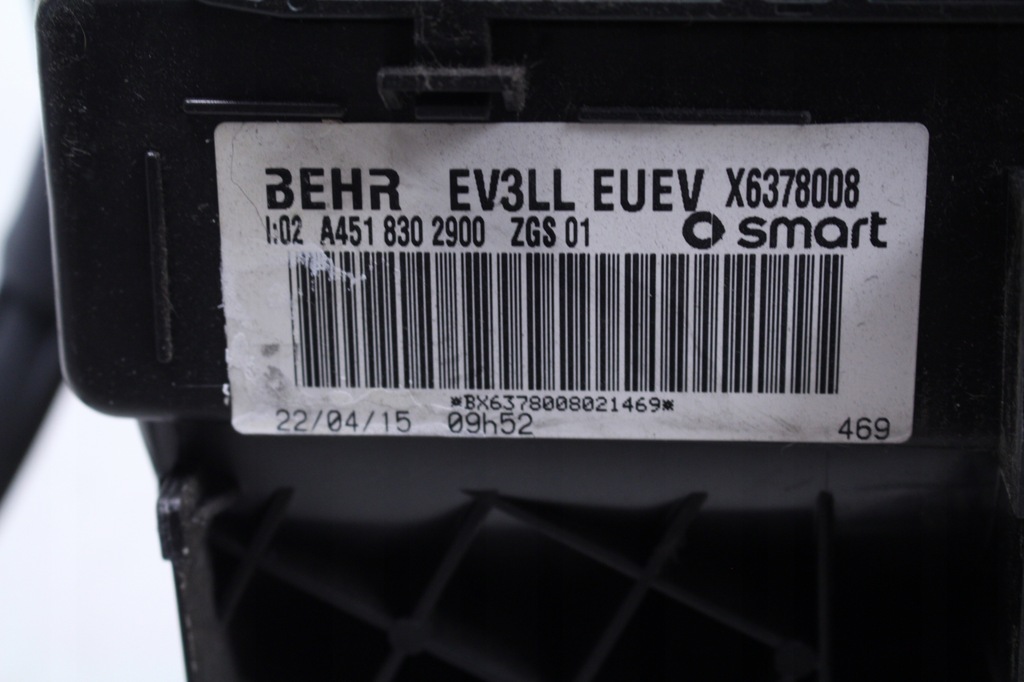 BEHR EV3LL EUEV X6378008
I:02 A451 830 2900 ZGS 01 smart
*BX6378008021469*
22/04/15 09h52 469